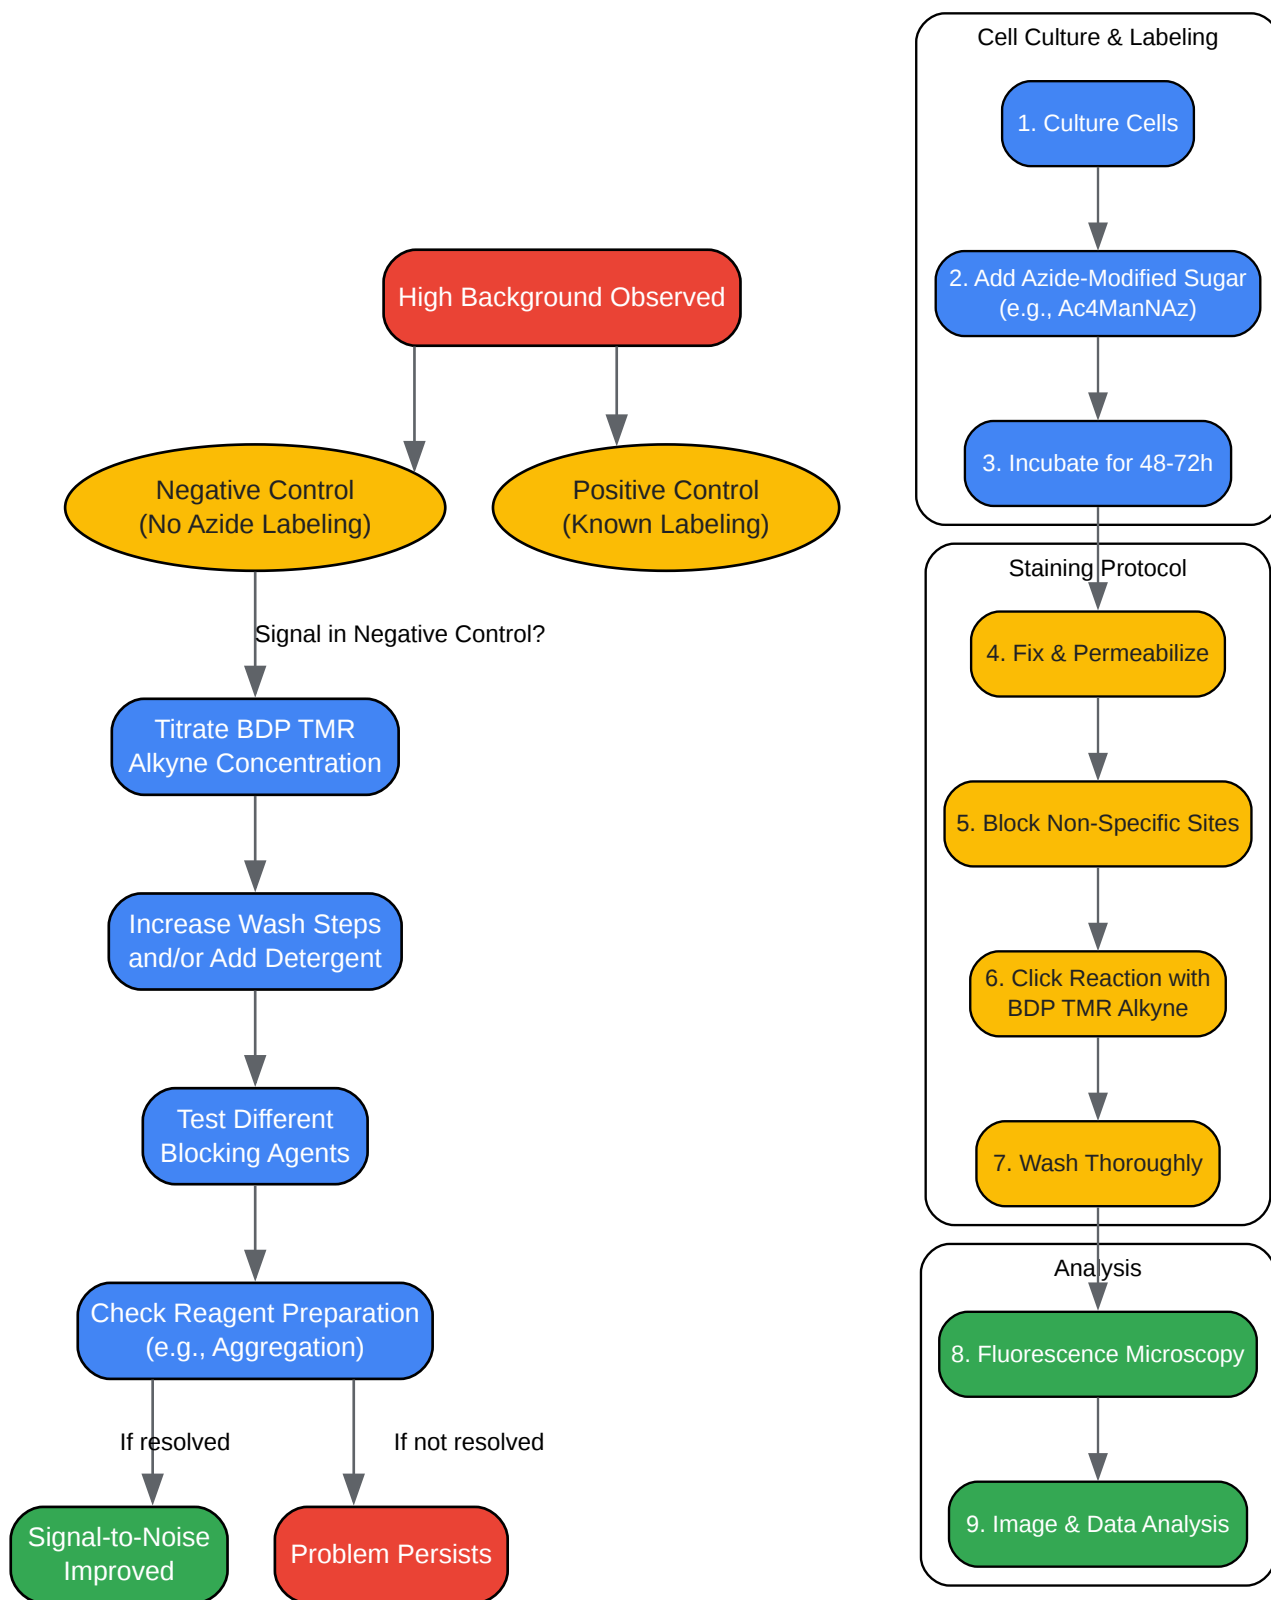 High Background Observed
Negative Control
(No Azide Labeling)
Positive Control
(Known Labeling)
Signal in Negative Control?
Titrate BDP TMR
Alkyne Concentration
Increase Wash Steps
and/or Add Detergent
Test Different
Blocking Agents
Check Reagent Preparation
(e.g., Aggregation)
If resolved
If not resolved
Signal-to-Noise
Improved
Problem Persists
Cell Culture & Labeling
1. Culture Cells
2. Add Azide-Modified Sugar
(e.g., Ac4ManNAz)
3. Incubate for 48-72h
Staining Protocol
4. Fix & Permeabilize
5. Block Non-Specific Sites
6. Click Reaction with
BDP TMR Alkyne
7. Wash Thoroughly
Analysis
8. Fluorescence Microscopy
9. Image & Data Analysis